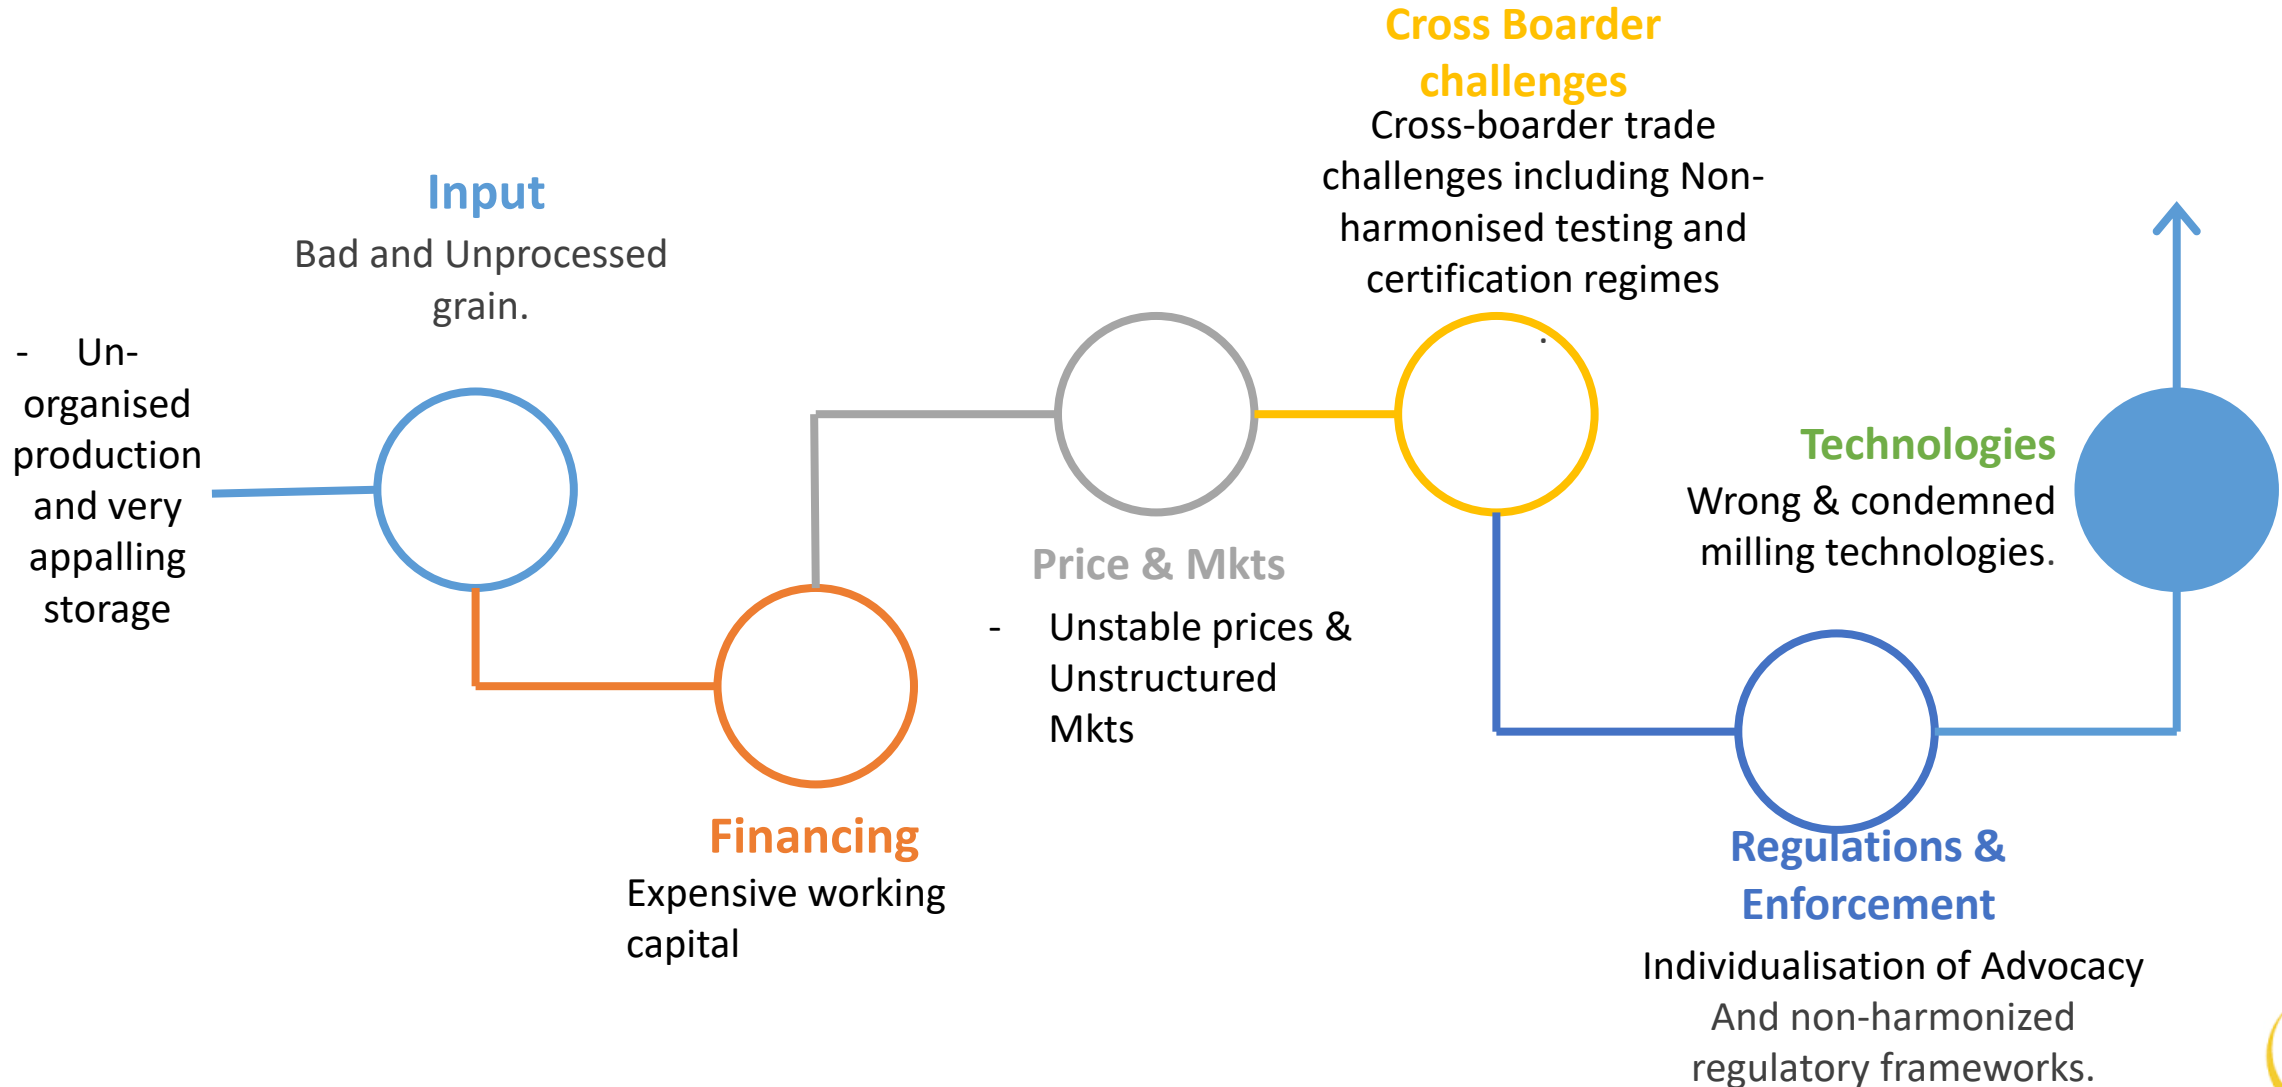 - Un-
organised
production
and very
appalling
storage
Input
Bad and Unprocessed
grain.
Financing
Expensive working
capital
Price & Mkts
- Unstable prices &
Unstructured
Mkts
Cross Boarder
challenges
Cross-boarder trade
challenges including Non-
harmonised testing and
certification regimes
.
Regulations &
Enforcement
Individualisation of Advocacy
And non-harmonized
regulatory frameworks.
Technologies
Wrong & condemned
milling technologies.